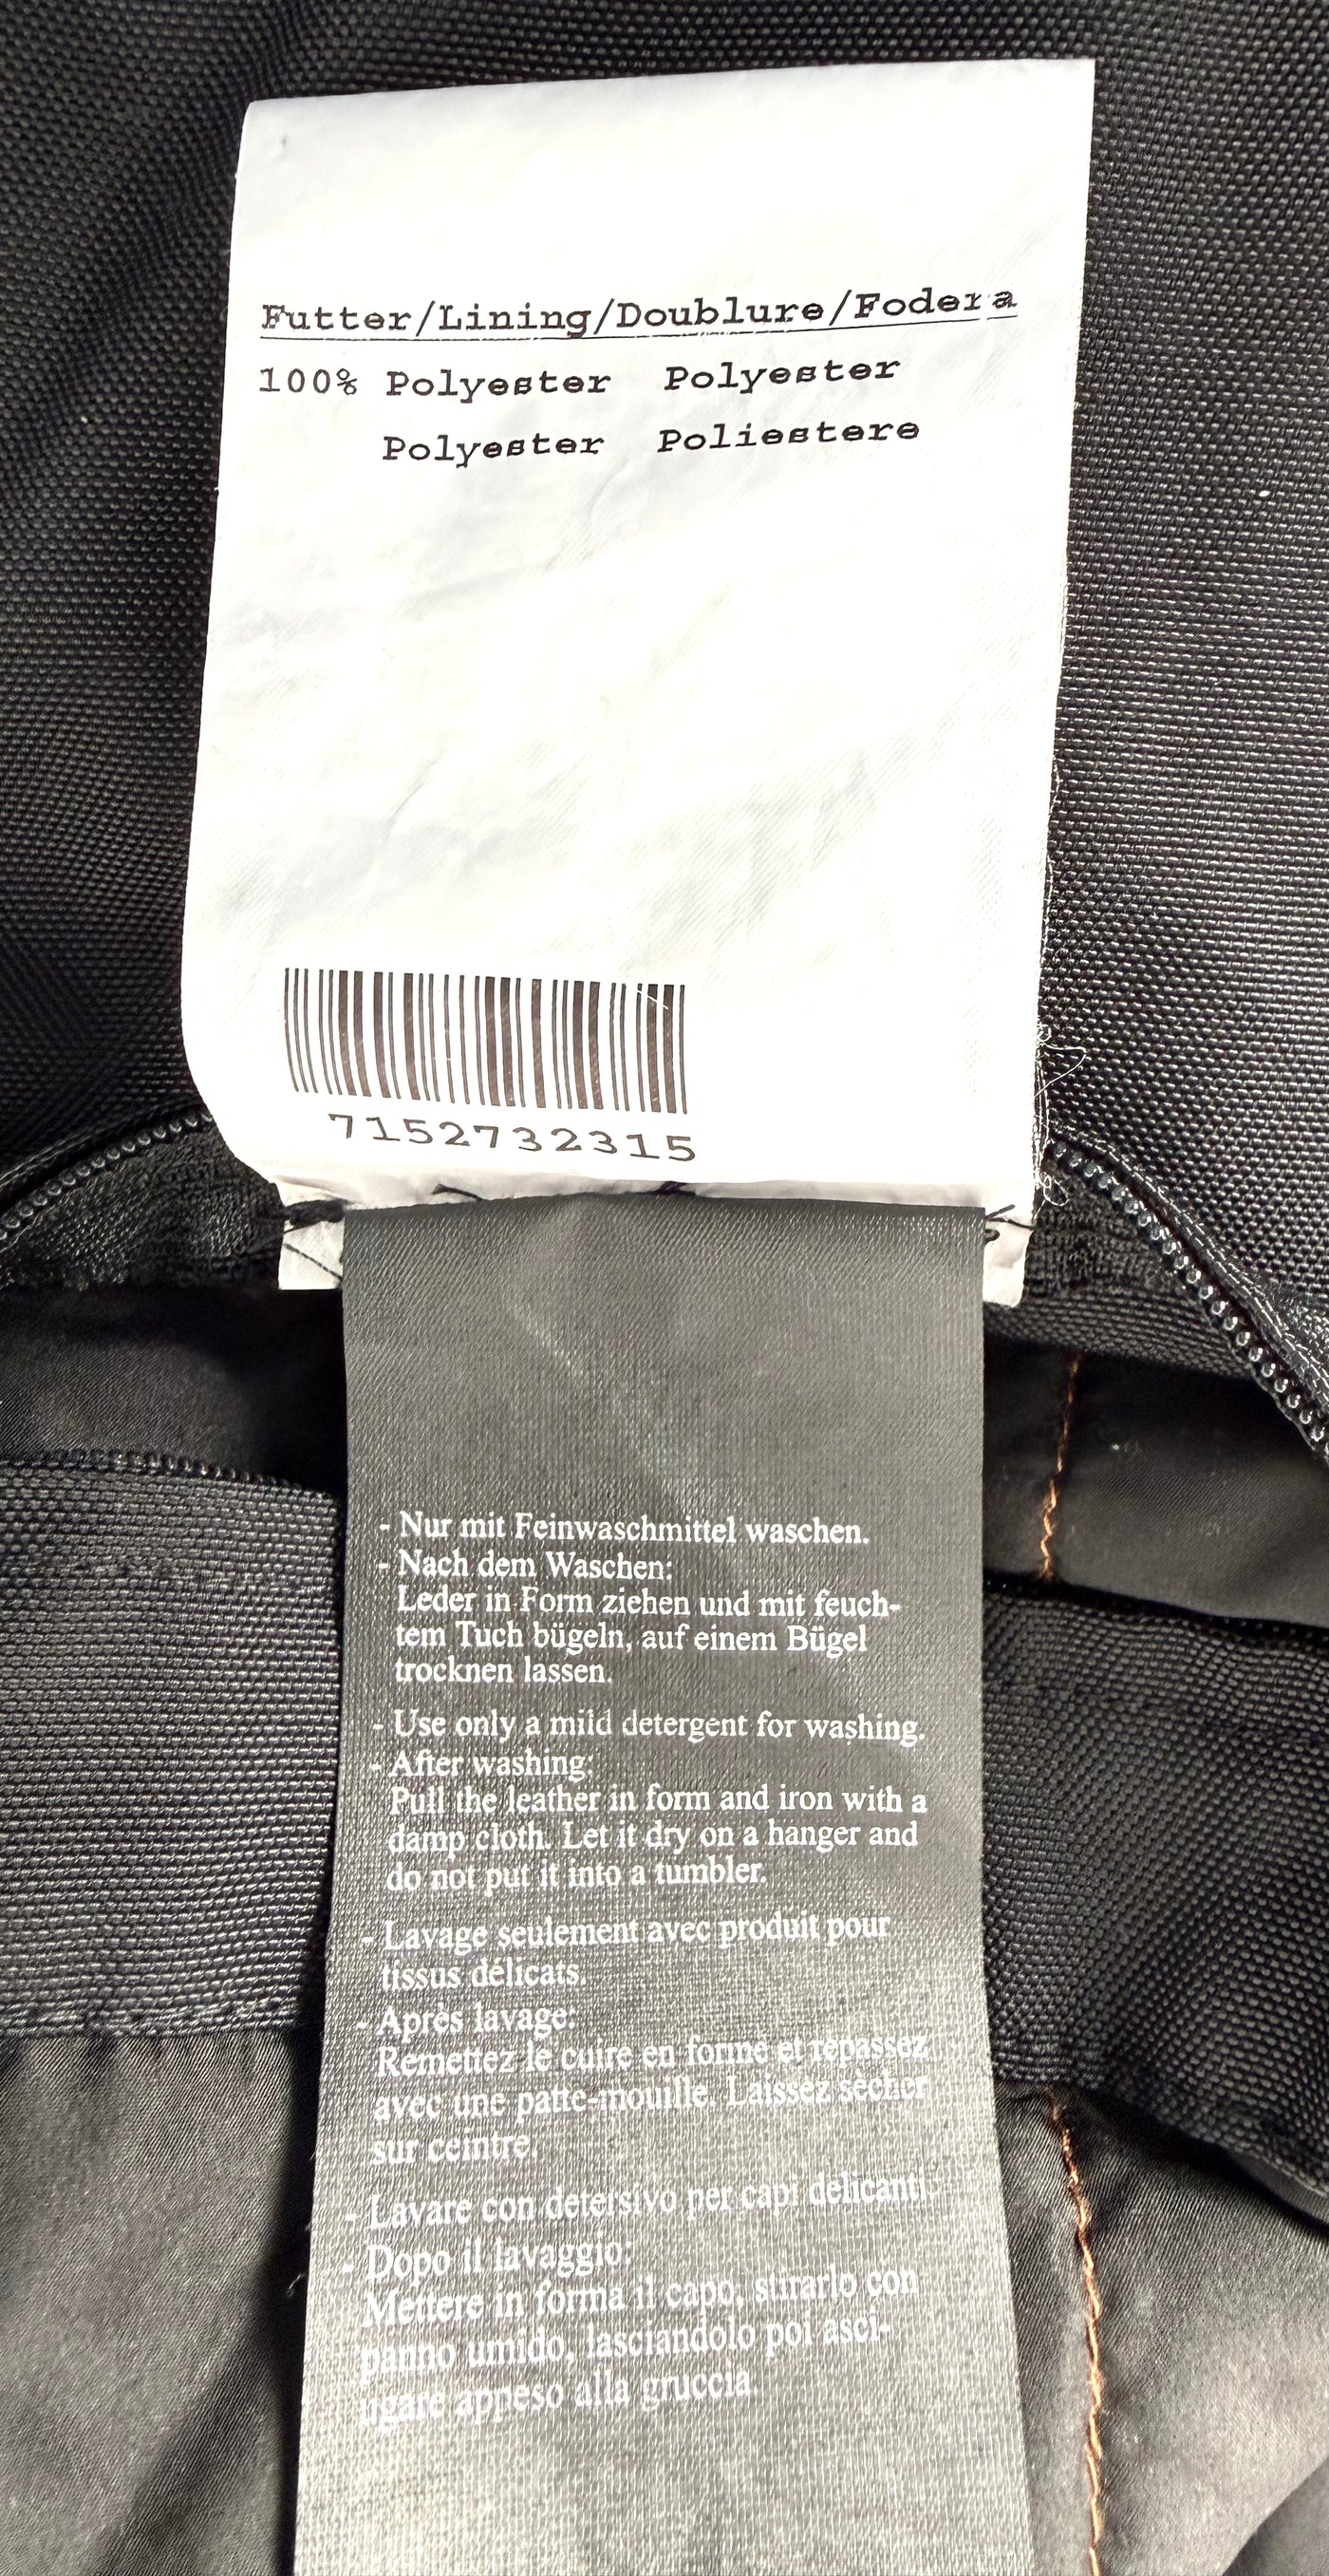 Futter/Lining/Doublure/Fodera
100% Polyester Polyester
Polyester Poliestere
7152732315
- Nur mit Feinwaschmittel waschen.
- Nach dem Waschen:
Leder in Form ziehen und mit feuch-
tem Tuch bügeln, auf einem Bügel
trocknen lassen.
- Use only a mild detergent for washing.
- After washing:
Pull the leather in form and iron with a
damp cloth. Let it dry on a hanger and
do not put it into a tumbler.
- Lavage seulement avec produit pour
tissus délicats.
- Après lavage:
Remettez le cuire en forme et repassez
avec une patte-mouille. Laissez sécher
sur ceintre.
- Lavare con detersivo per capi delicanti.
- Dopo il lavaggio:
Mettere in forma il capo, stirarlo con
panno umido, lasciandolo poi asci-
ugare appeso alla gruccia.